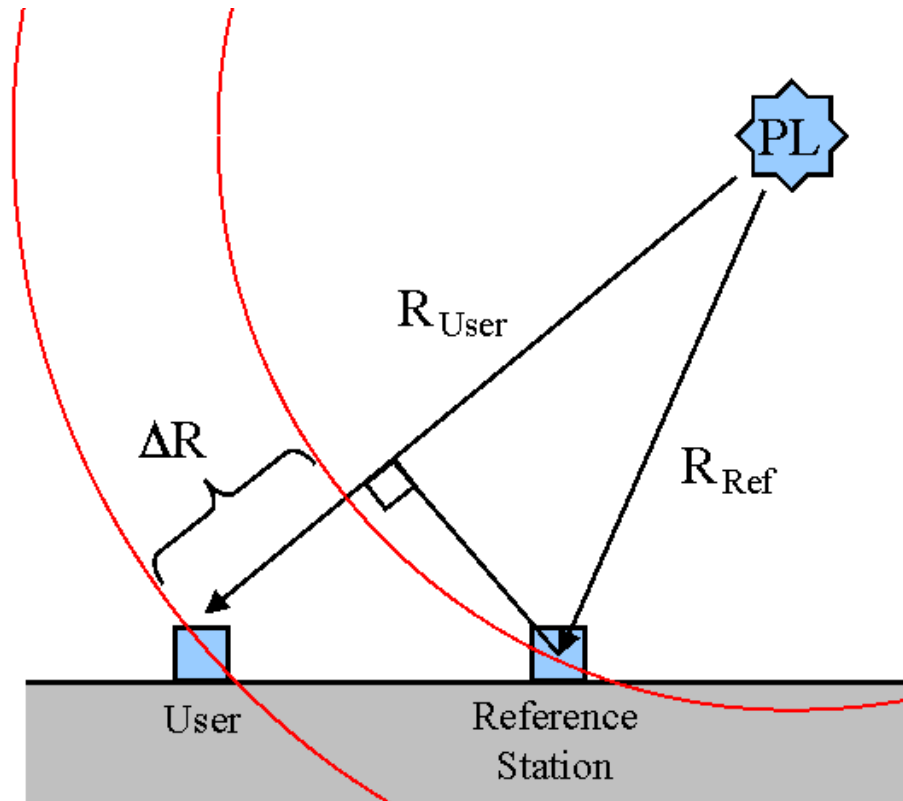 PL
R User
ΔR
R Ref
User
Reference
Station